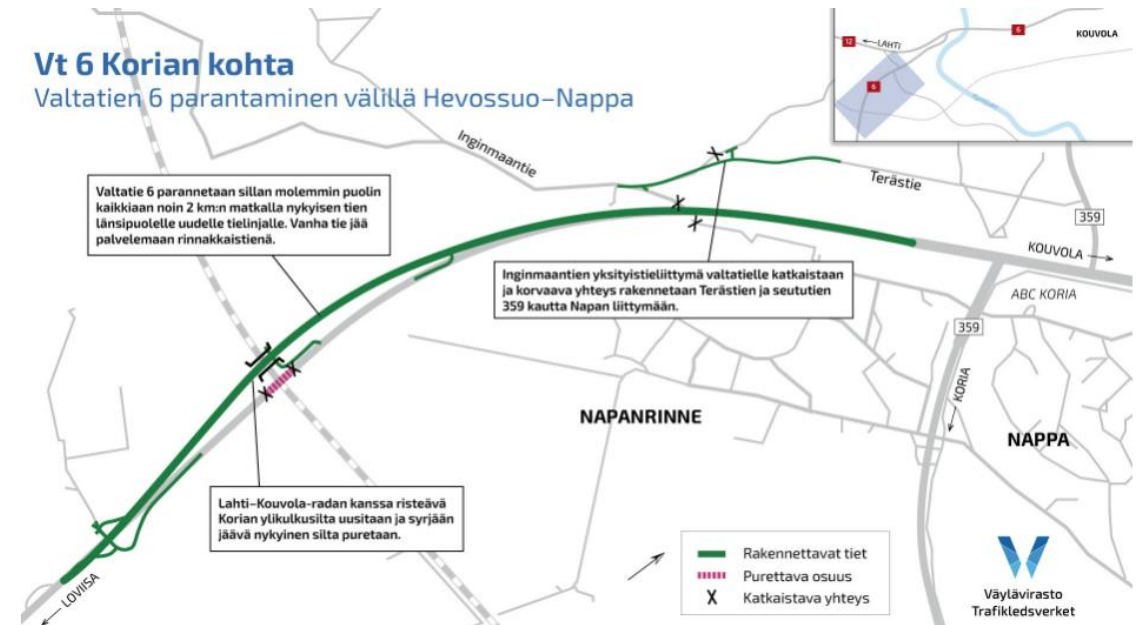 Vt 6 Korian kohta
Valtatien 6 parantaminen välillä Hevossuo–Nappa
12
LAHTI
6
KOUVOLA
6
Inginmaantie
Terästie
359
KOUVOLA
Valtatie 6 parannetaan sillan molemmin puolin
kaikkiaan noin 2 km:n matkalla nykyisen tien
länsipuolelle uudelle tielinjalle. Vanha tie jää
palvelemaan rinnakkaistienä.
Inginmaantien yksityistieliittymä valtatielle katkaistaan
ja korvaava yhteys rakennetaan Terästien ja seututien
359 kautta Napan liittymään.
ABC KORIA
359
KORIA
NAPANRINNE
NAPPA
Lahti–Kouvola-radan kanssa risteävä
Korian ylikulkusilta uusitaan ja syrjään
jäävä nykyinen silta puretaan.
LOVIISA
Rakennettavat tiet
Purettava osuus
Katkaistava yhteys
Väylävirasto
Trafikledsverket